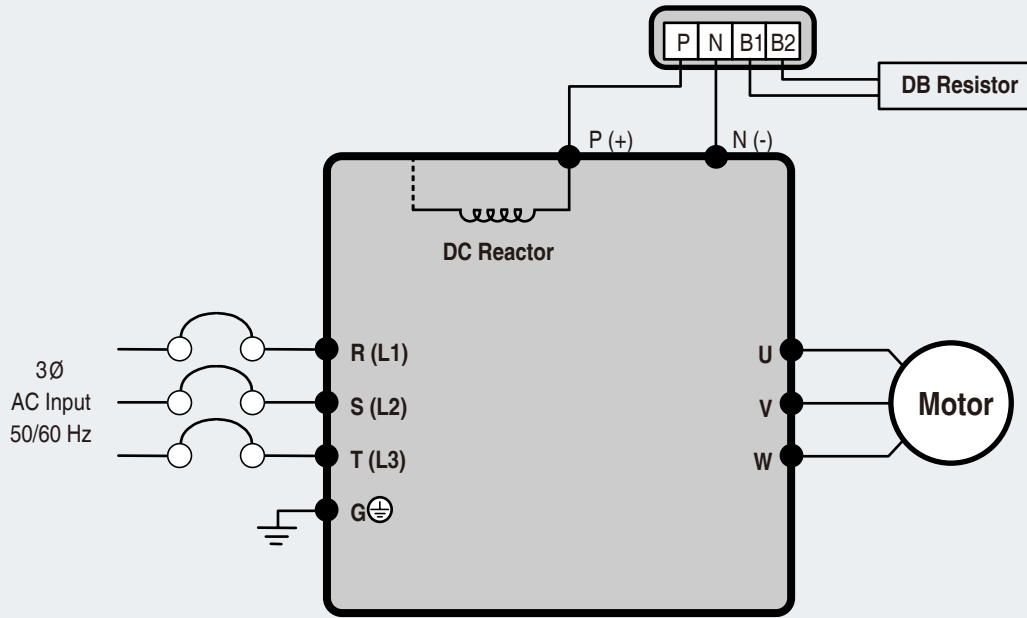 P N B1 B2
DB Resistor
P (+)
N (-)
DC Reactor
3Ø
AC Input
50/60 Hz
R (L1)
S (L2)
T (L3)
G
U
V
W
Motor